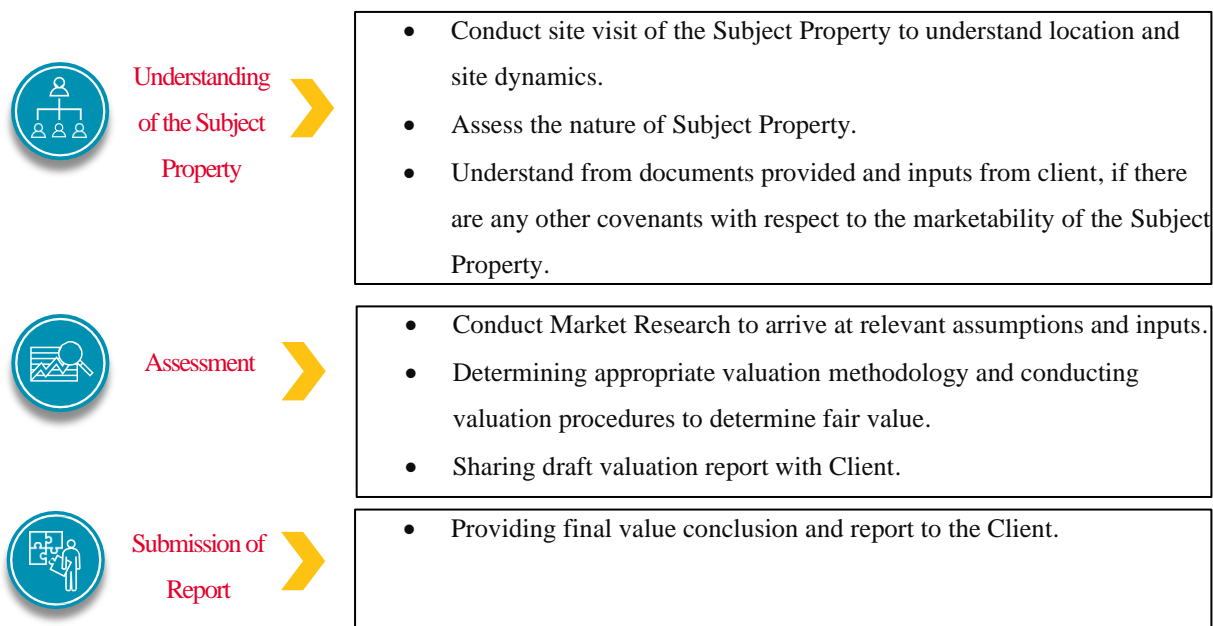 Understanding
of the Subject
Property
• Conduct site visit of the Subject Property to understand location and
site dynamics.
• Assess the nature of Subject Property.
• Understand from documents provided and inputs from client, if there
are any other covenants with respect to the marketability of the Subject
Property.
Assessment
• Conduct Market Research to arrive at relevant assumptions and inputs.
• Determining appropriate valuation methodology and conducting
valuation procedures to determine fair value.
• Sharing draft valuation report with Client.
Submission of
Report
• Providing final value conclusion and report to the Client.